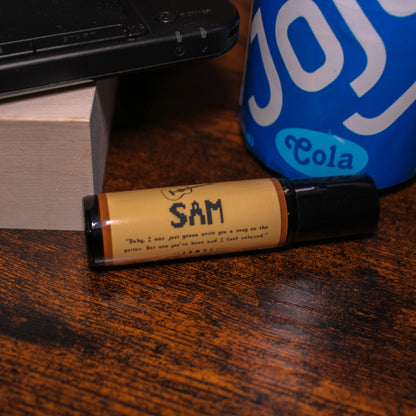 JOJO
Cola
SAM
"Baby, I was just gonna write you a song on the
guitar. But now you're here and I feel relaxed."